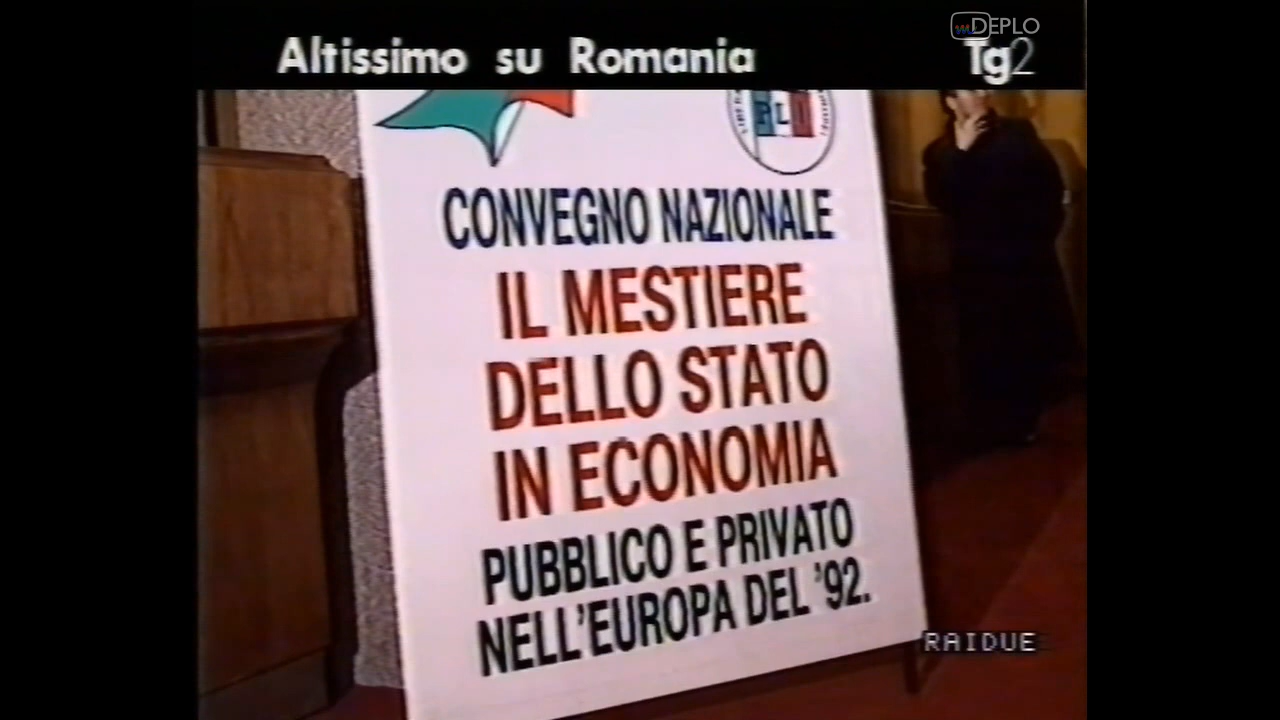 DEPLO
Altissimo su Romania
Tg2
PLI
CONVEGNO NAZIONALE
IL MESTIERE
DELLO STATO
IN ECONOMIA
PUBBLICO E PRIVATO
NELL'EUROPA DEL '92.
RAIDUE